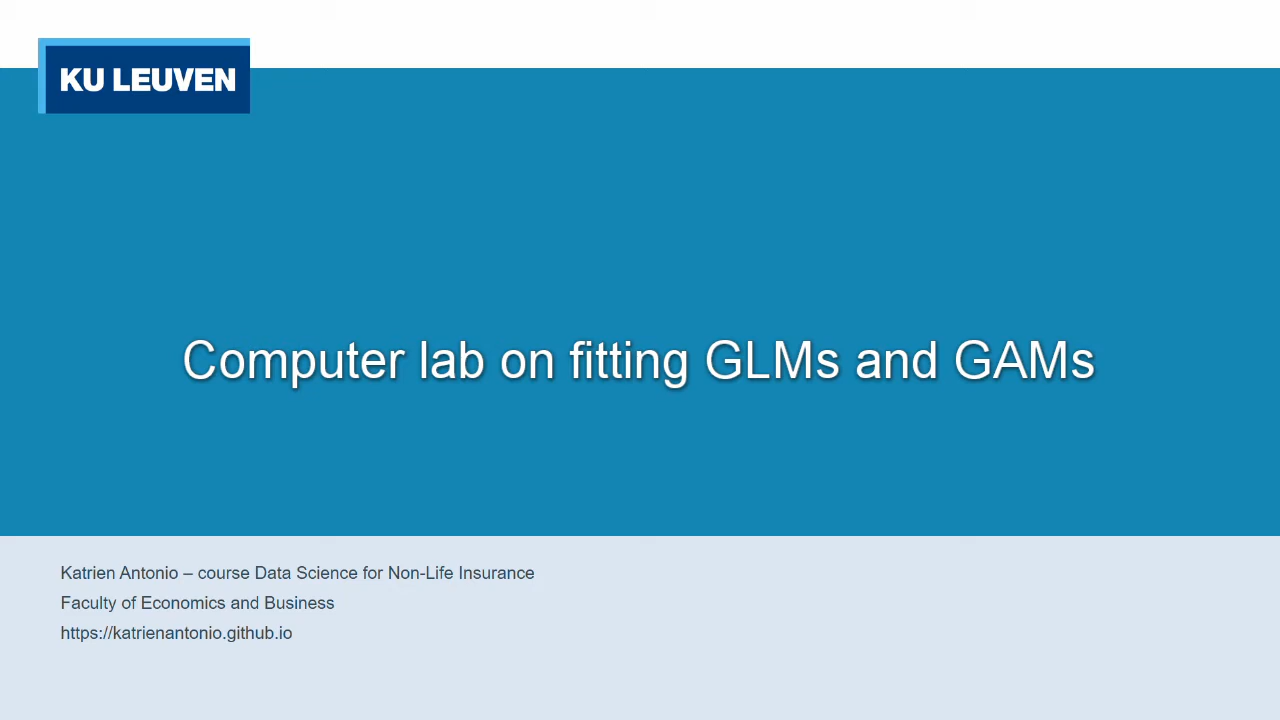 KU LEUVEN
Computer lab on fitting GLMs and GAMs
Katrien Antonio – course Data Science for Non-Life Insurance
Faculty of Economics and Business
https://katrienantonio.github.io